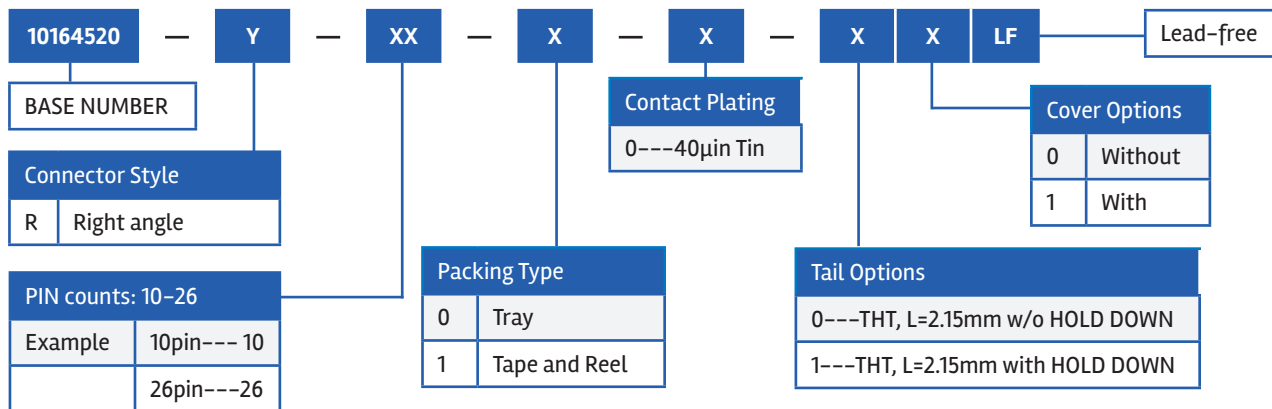 10164520 — Y — XX — X — X — X X LF Lead-free
BASE NUMBER
Connector Style
R Right angle
PIN counts: 10-26
Example 10pin--- 10
26pin---26
Packing Type
0 Tray
1 Tape and Reel
Contact Plating
0---40µin Tin
Tail Options
0---THT, L=2.15mm w/o HOLD DOWN
1---THT, L=2.15mm with HOLD DOWN
Cover Options
0 Without
1 With